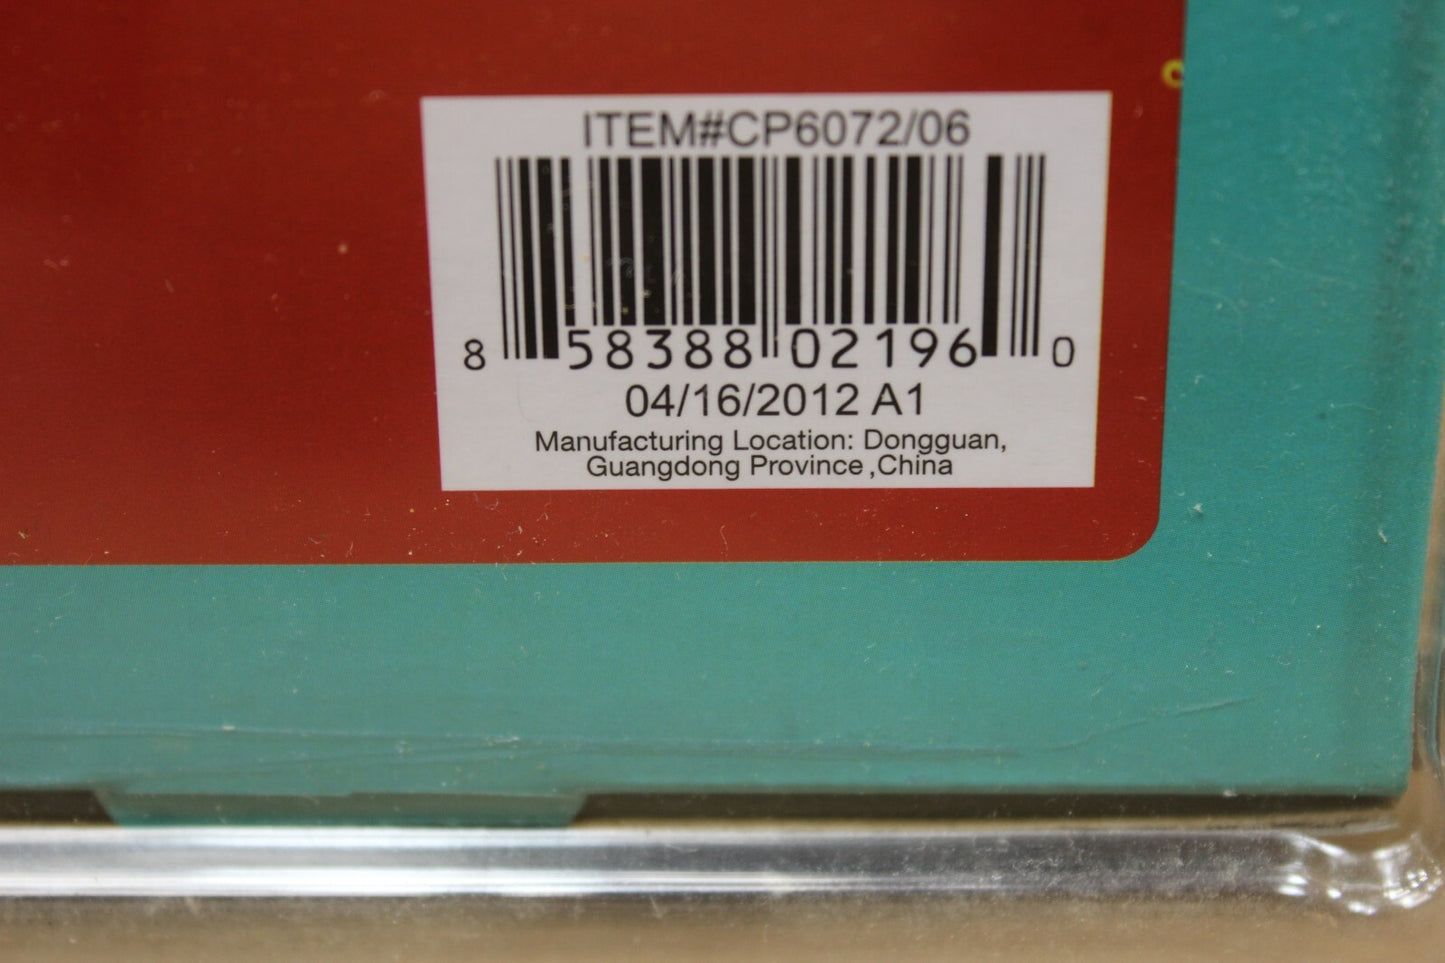 ITEM#CP6072/06
8 58388 02196 0
04/16/2012 A1
Manufacturing Location: Dongguan,
Guangdong Province ,China